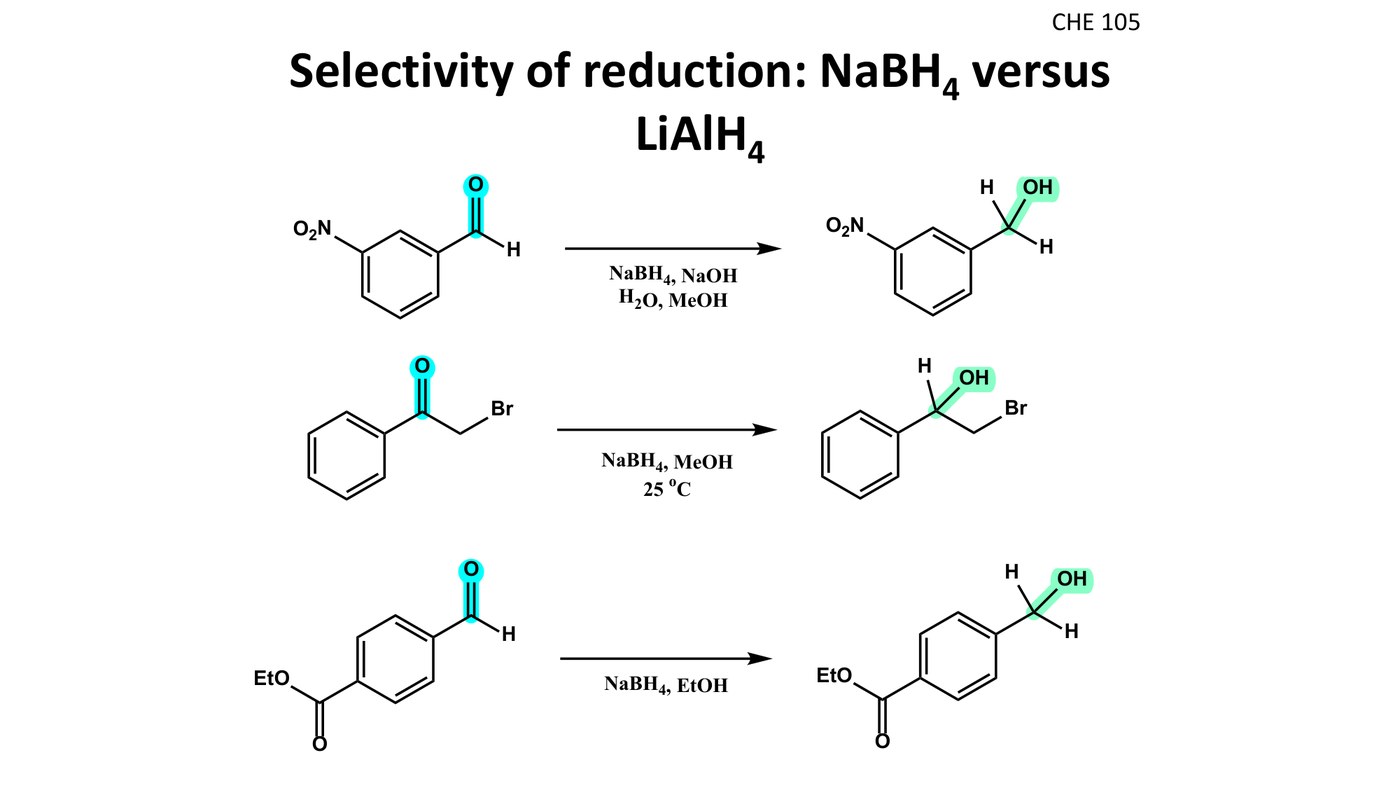 CHE 105
Selectivity of reduction: NaBH₄ versus
LiAlH₄
O
O₂N
H
NaBH₄, NaOH
H₂O, MeOH
H
OH
O₂N
H
O
Br
NaBH₄, MeOH
25 °C
H
OH
Br
O
H
EtO
O
NaBH₄, EtOH
H
OH
H
EtO
O